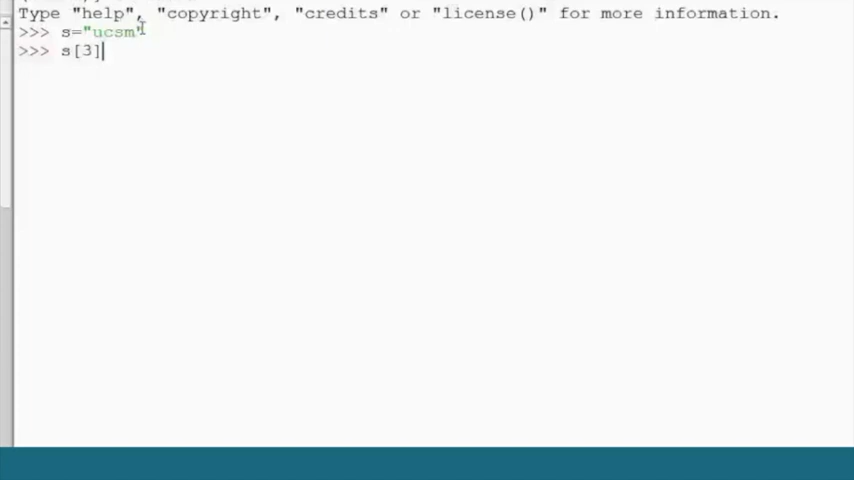 Type "help", "copyright", "credits" or "license()" for more information.
>>> s="ucsm"
>>> s[3]